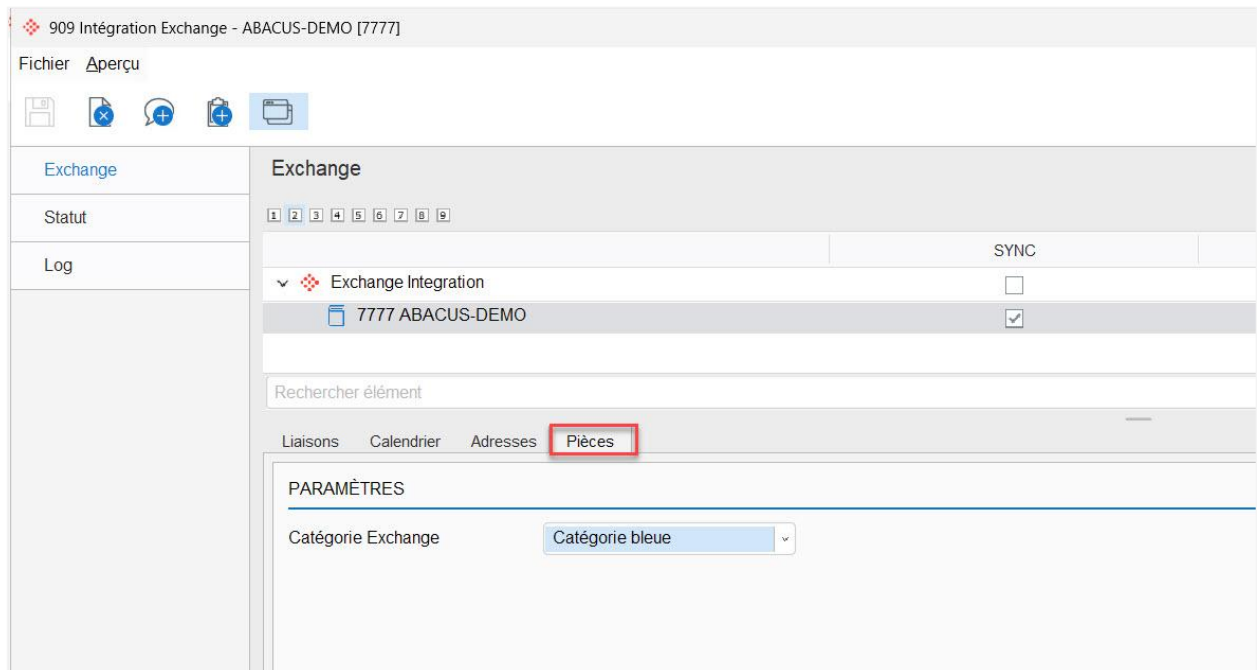 909 Intégration Exchange - ABACUS-DEMO [7777]
Fichier Aperçu
Exchange
Statut
Log
Exchange
1 2 3 4 5 6 7 8 9
SYNC
Exchange Integration
7777 ABACUS-DEMO
Rechercher élément
Liaisons Calendrier Adresses Pièces
PARAMÈTRES
Catégorie Exchange Catégorie bleue